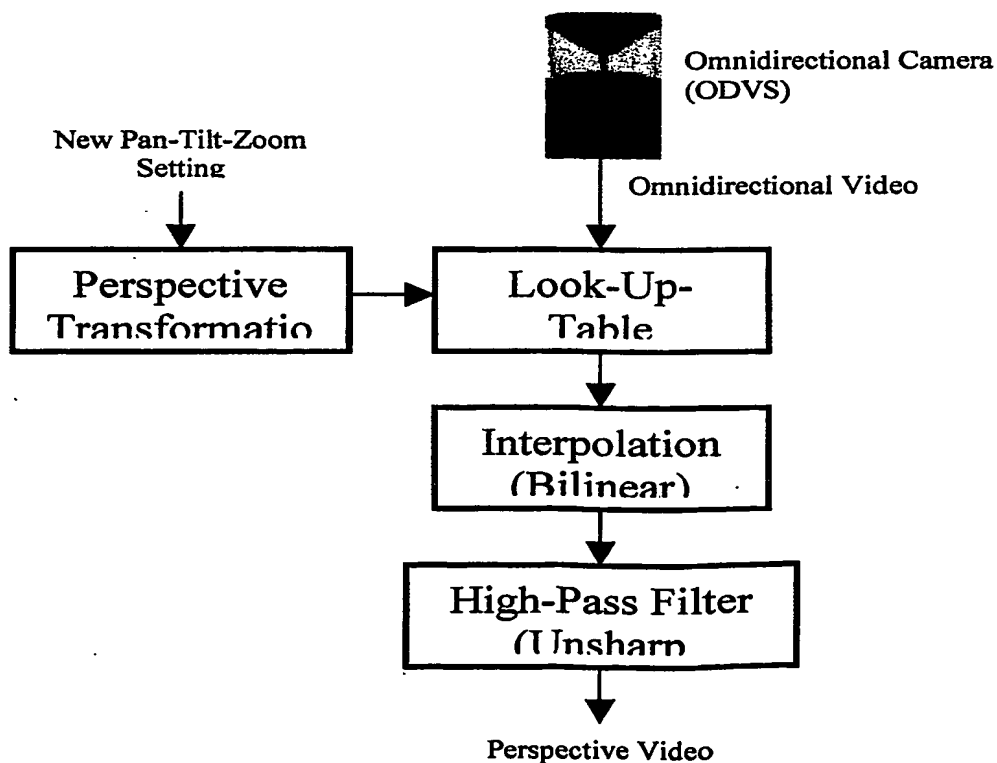 Omnidirectional Camera
(ODVS)
New Pan-Tilt-Zoom
Setting
Omnidirectional Video
Perspective
Transformatio
Look-Up-
Table
Interpolation
(Bilinear)
High-Pass Filter
(Unsharp
Perspective Video